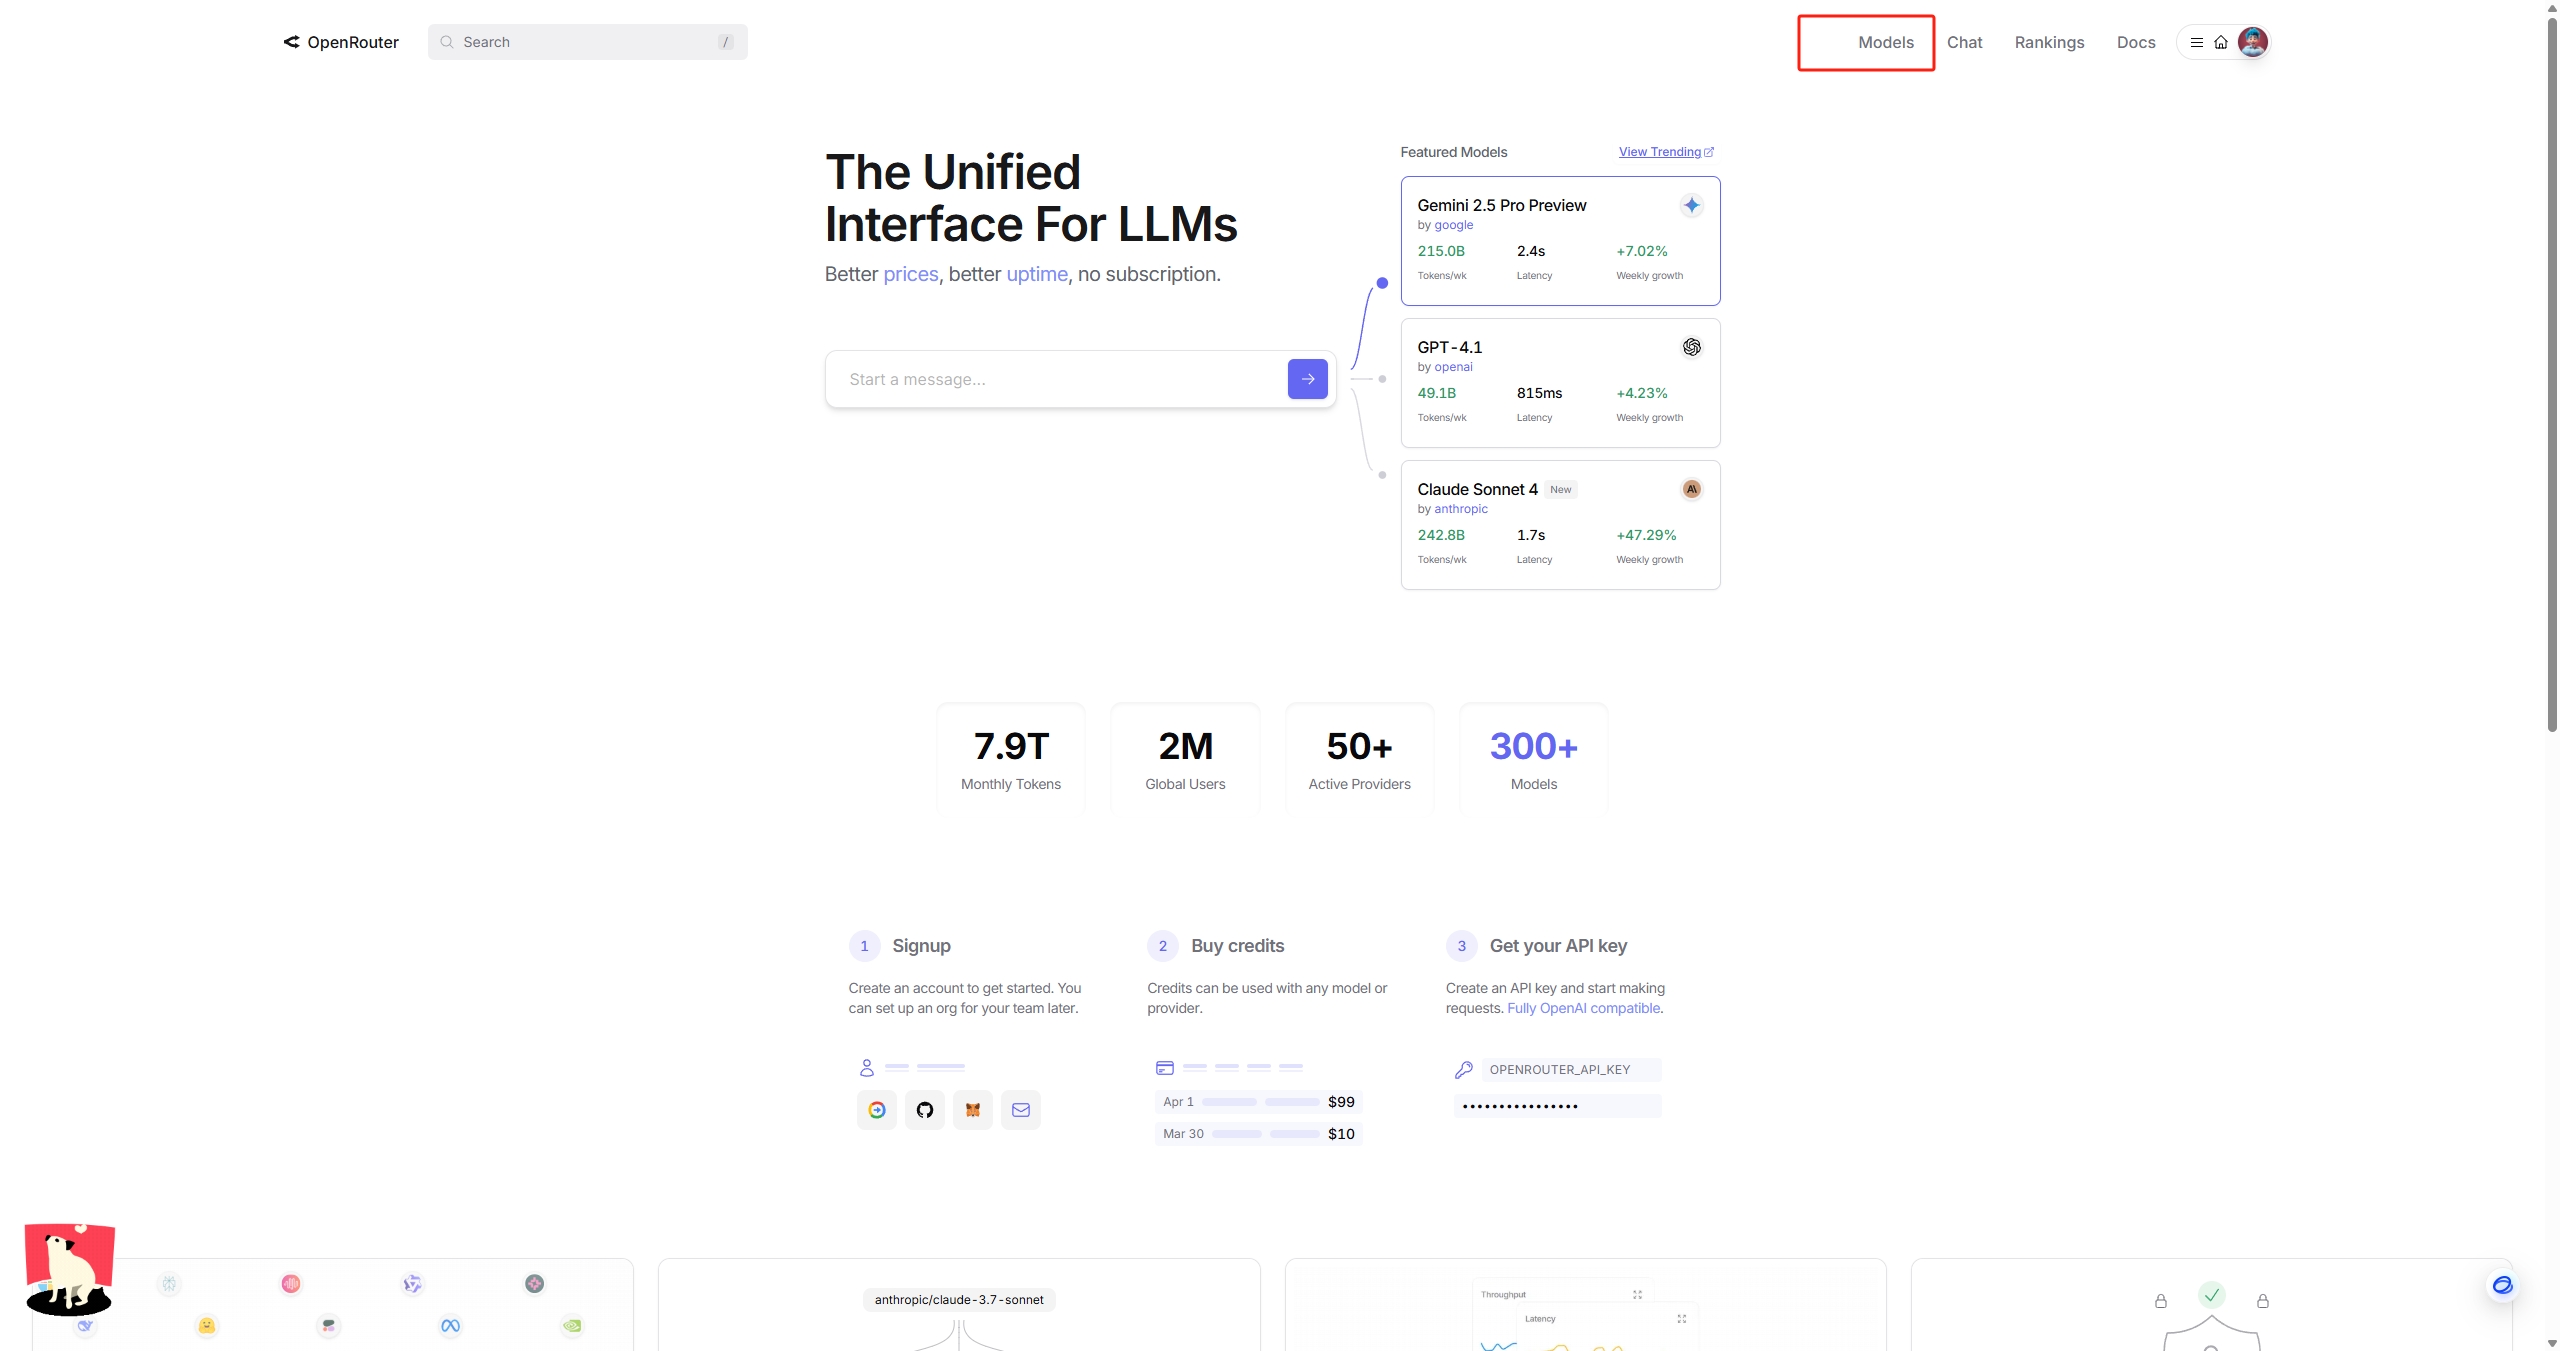 OpenRouter
Search
/
Models
Chat
Rankings
Docs
The Unified
Interface For LLMs
Better prices, better uptime, no subscription.
Start a message...
Featured Models
View Trending
Gemini 2.5 Pro Preview
by google
215.0B
2.4s
+7.02%
Tokens/wk
Latency
Weekly growth
GPT-4.1
by openai
49.1B
815ms
+4.23%
Tokens/wk
Latency
Weekly growth
Claude Sonnet 4
New
by anthropic
242.8B
1.7s
+47.29%
Tokens/wk
Latency
Weekly growth
7.9T
Monthly Tokens
2M
Global Users
50+
Active Providers
300+
Models
1
Signup
Create an account to get started. You
can set up an org for your team later.
2
Buy credits
Credits can be used with any model or
provider.
Apr 1
$99
Mar 30
$10
3
Get your API key
Create an API key and start making
requests. Fully OpenAI compatible.
OPENROUTER_API_KEY
anthropic/claude-3.7-sonnet
Throughput
Latency